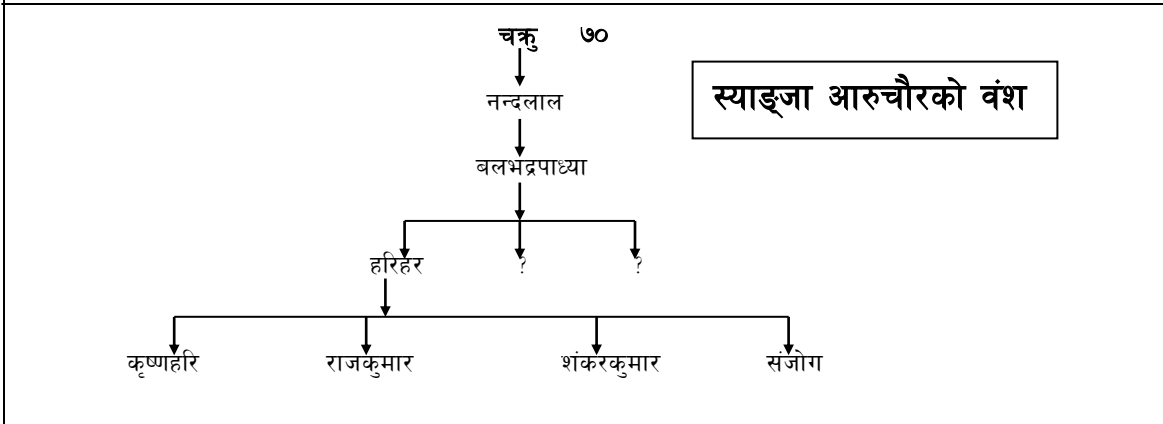 चक्रु ७०
स्याङ्जा आरुचौरको वंश
नन्दलाल
बलभद्रपाध्या
हरिहर ? ?
कृष्णहरि राजकुमार शंकरकुमार संजोग